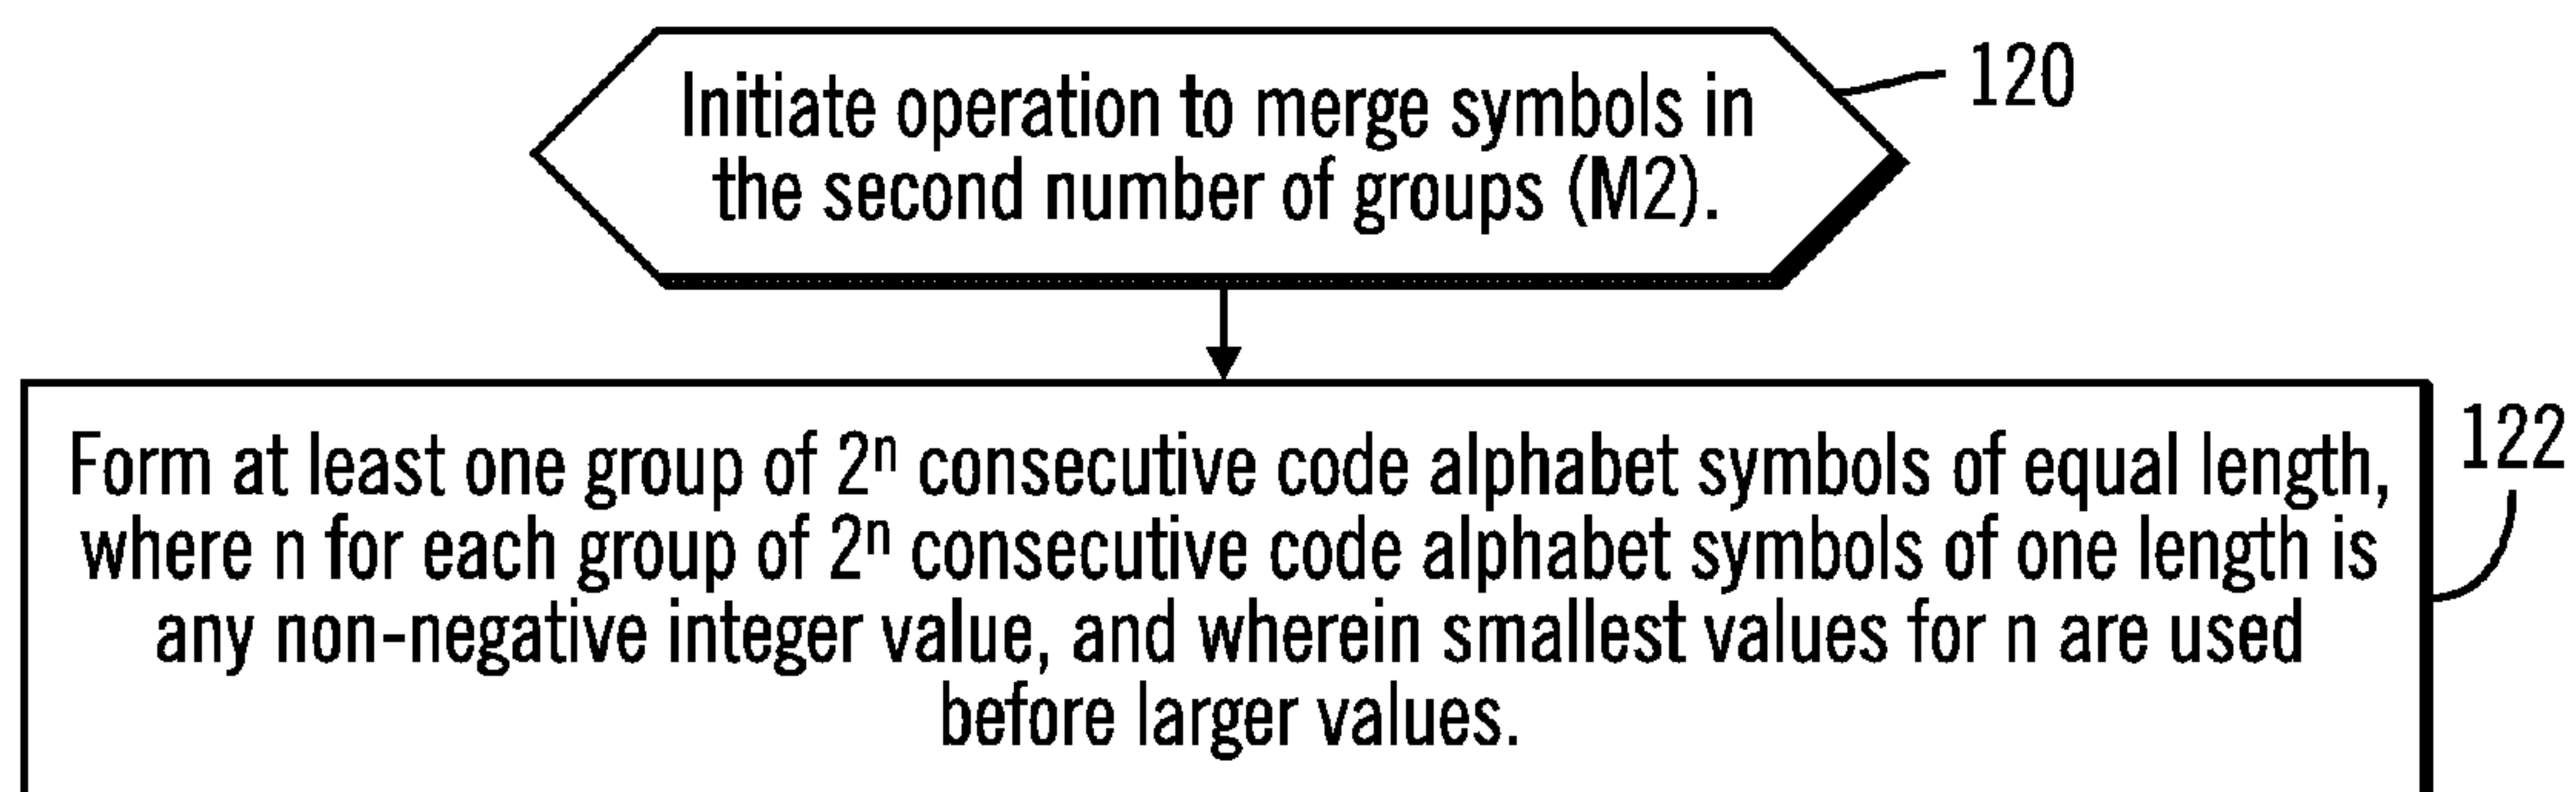 Initiate operation to merge symbols in
the second number of groups (M2).
120
Form at least one group of 2ⁿ consecutive code alphabet symbols of equal length,
where n for each group of 2ⁿ consecutive code alphabet symbols of one length is
any non-negative integer value, and wherein smallest values for n are used
before larger values.
122